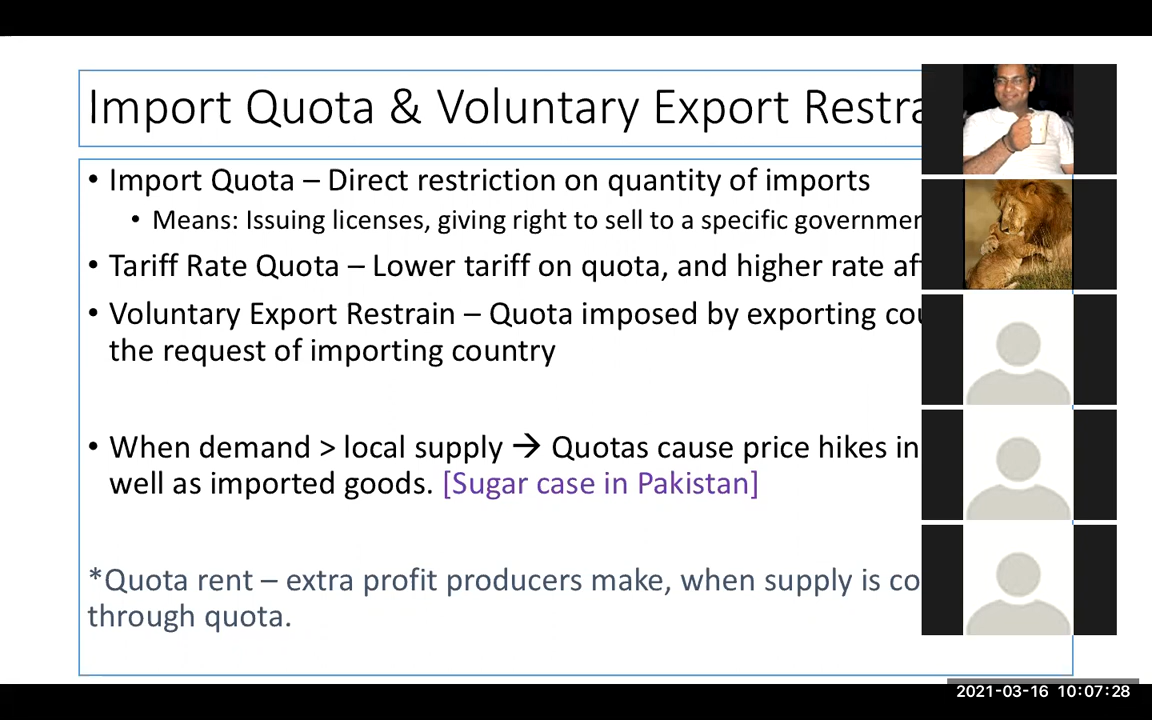 Import Quota & Voluntary Export Restra
• Import Quota – Direct restriction on quantity of imports
• Means: Issuing licenses, giving right to sell to a specific governmen
• Tariff Rate Quota – Lower tariff on quota, and higher rate af
• Voluntary Export Restrain – Quota imposed by exporting cou
the request of importing country
• When demand > local supply → Quotas cause price hikes in
well as imported goods. [Sugar case in Pakistan]
*Quota rent – extra profit producers make, when supply is co
through quota.
2021-03-16 10:07:28